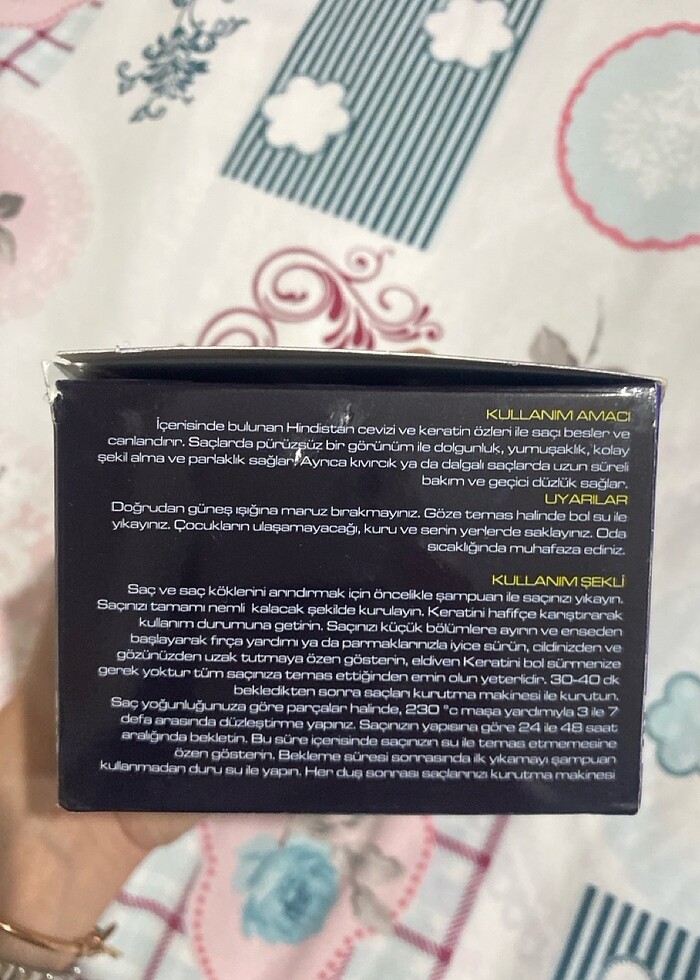 KULLANIM AMACI
İçerisinde bulunan Hindistan cevizi ve keratin özleri ile saçı besler ve
canlandırır. Saçlarda pürüzsüz bir görünüm ile dolgunluk, yumuşaklık, kolay
şekil alma ve parlaklık sağlar. Ayrıca kıvırcık ya da dalgalı saçlarda uzun süreli
bakım ve geçici düzlük sağlar.
UYARILAR
Doğrudan güneş ışığına maruz bırakmayınız. Göze temas halinde bol su ile
yıkayınız. Çocukların ulaşamayacağı, kuru ve serin yerlerde saklayınız. Oda
sıcaklığında muhafaza ediniz.
KULLANIM ŞEKLİ
Saç ve saç köklerini arındırmak için öncelikle şampuan ile saçınızı yıkayın.
Saçınızı tamamı nemli kalacak şekilde kurulayın. Keratini hafifçe karıştırarak
kullanım durumuna getirin. Saçınızı küçük bölümlere ayırın ve enseden
başlayarak fırça yardımı ya da parmaklarınızla iyice sürün, cildinizden ve
gözünüzden uzak tutmaya özen gösterin, eldiven Keratini bol sürmenize
gerek yoktur tüm saçınıza temas ettiğinden emin olun yeterlidir. 30-40 dk
bekledikten sonra saçları kurutma makinesi ile kurutun.
Saç yoğunluğunuza göre parçalar halinde, 230 °c maşa yardımıyla 3 ile 7
defa arasında düzleştirme yapınız. Saçınızın yapısına göre 24 ile 48 saat
aralığında bekletin. Bu süre içerisinde saçınızın su ile temas etmemesine
özen gösterin. Bekleme süresi sonrasında ilk yıkamayı şampuan
kullanmadan duru su ile yapın. Her duş sonrası saçlarınızı kurutma makinesi